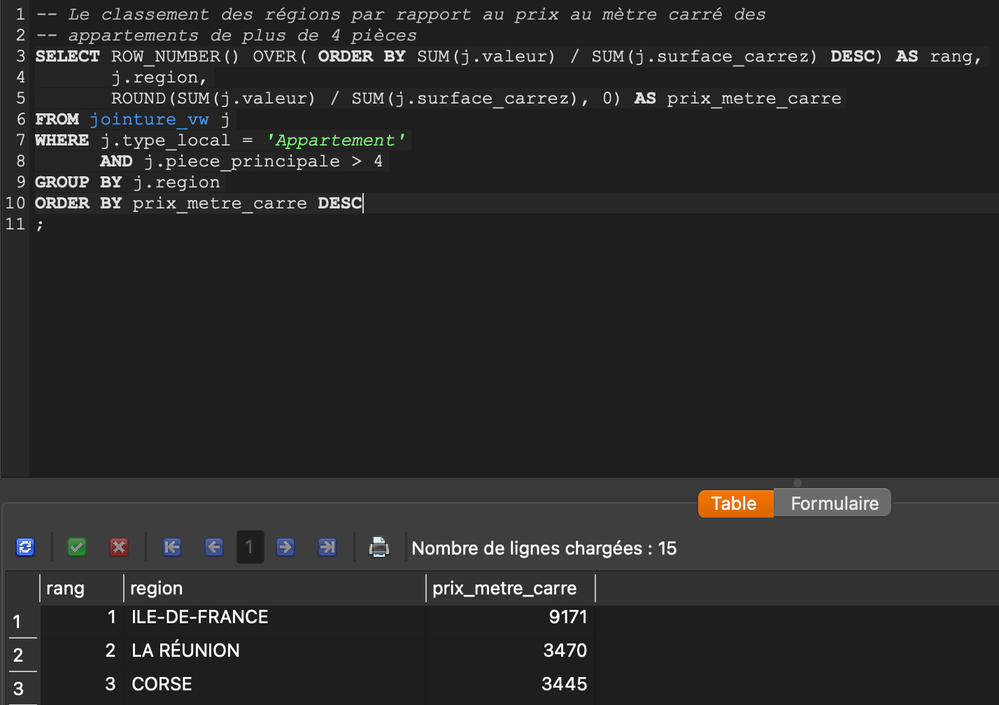 1 -- Le classement des régions par rapport au prix au mètre carré des
2 -- appartements de plus de 4 pièces
3 SELECT ROW_NUMBER() OVER( ORDER BY SUM(j.valeur) / SUM(j.surface_carrez) DESC) AS rang,
4 j.region,
5 ROUND(SUM(j.valeur) / SUM(j.surface_carrez), 0) AS prix_metre_carre
6 FROM jointure_vw j
7 WHERE j.type_local = 'Appartement'
8 AND j.piece_principale > 4
9 GROUP BY j.region
10 ORDER BY prix_metre_carre DESC
11 ;
Table Formulaire
1 Nombre de lignes chargées : 15
rang region prix_metre_carre
1 1 ILE-DE-FRANCE 9171
2 2 LA RÉUNION 3470
3 3 CORSE 3445